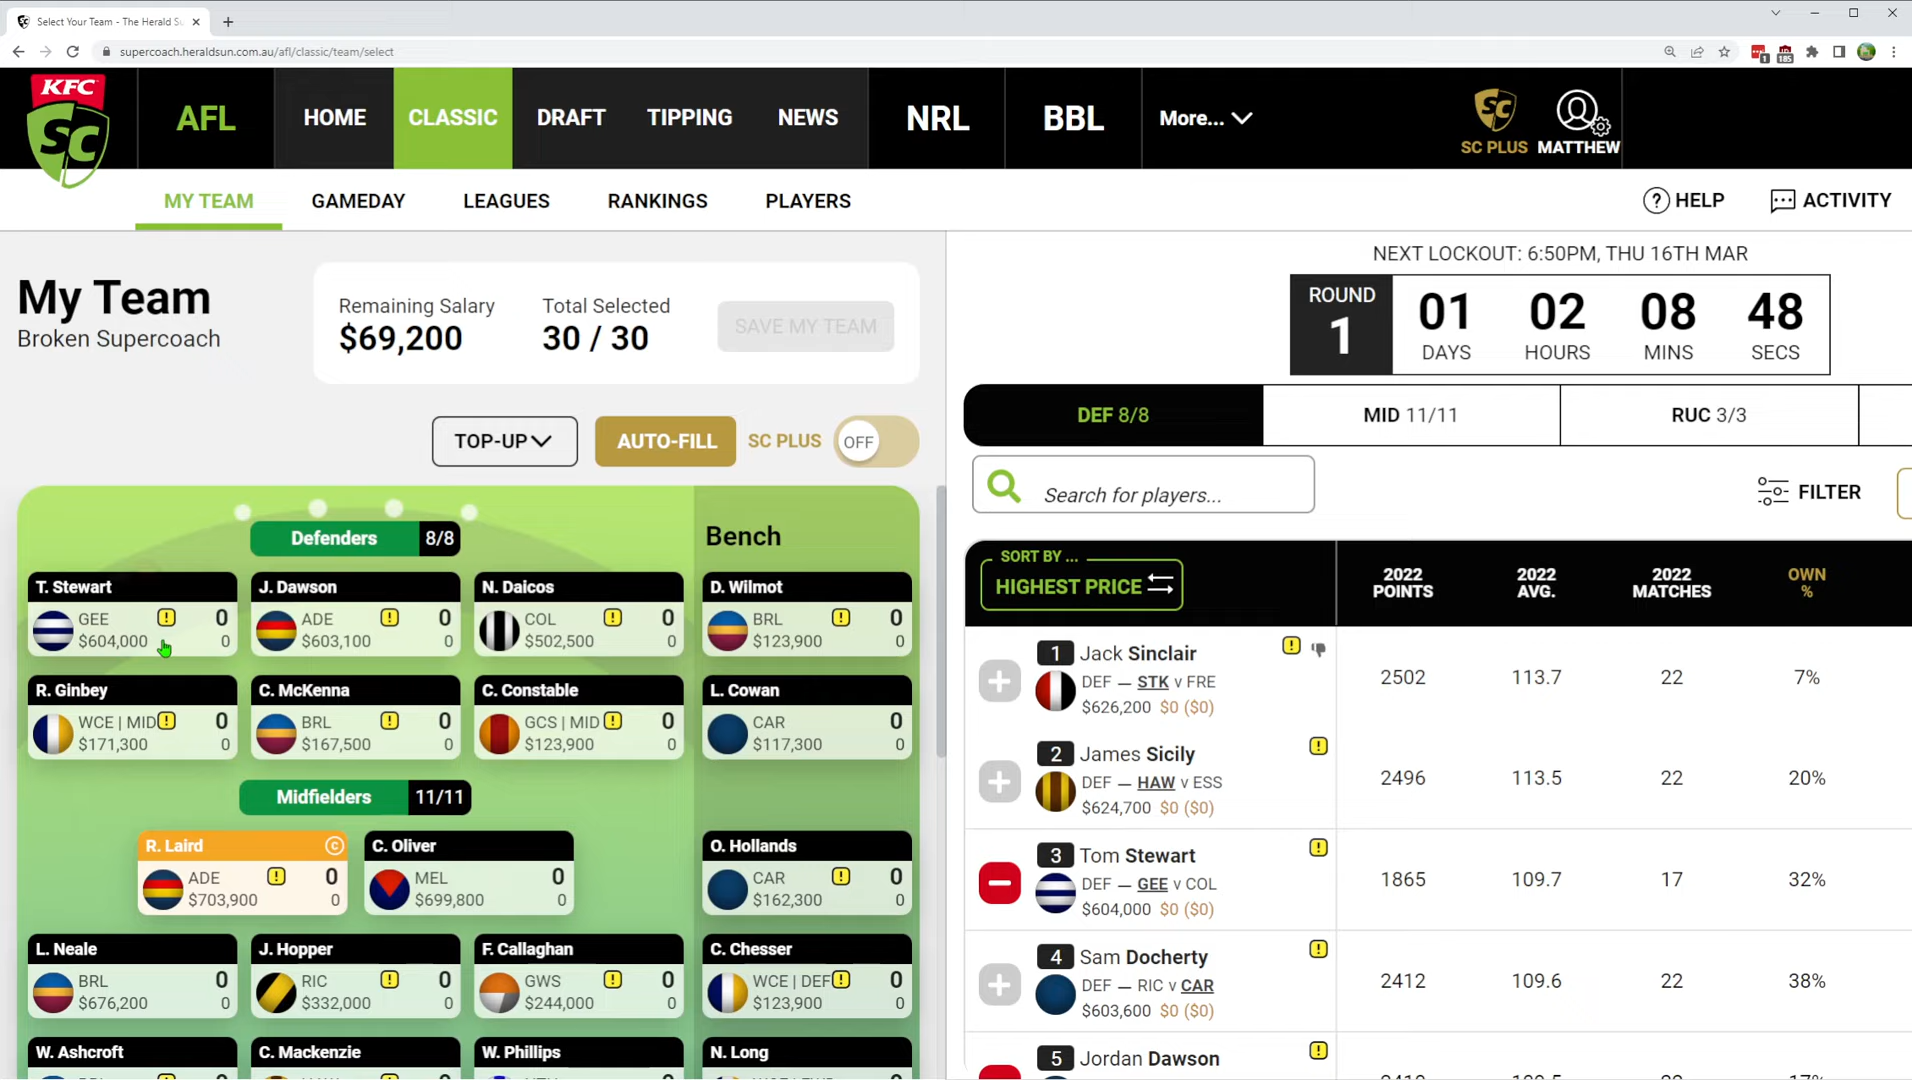 Select Your Team - The Herald Su
supercoach.heraldsun.com.au/afl/classic/team/select
1
185
KFC
SC
AFL
HOME
CLASSIC
DRAFT
TIPPING
NEWS
NRL
BBL
More...
SC
SC PLUS
MATTHEW
MY TEAM
GAMEDAY
LEAGUES
RANKINGS
PLAYERS
? HELP
ACTIVITY
My Team
Broken Supercoach
Remaining Salary
$69,200
Total Selected
30 / 30
SAVE MY TEAM
TOP-UP
AUTO-FILL
SC PLUS
OFF
Defenders 8/8
Bench
T. Stewart
GEE ! 0
$604,000 0
J. Dawson
ADE ! 0
$603,100 0
N. Daicos
COL ! 0
$502,500 0
D. Wilmot
BRL ! 0
$123,900 0
R. Ginbey
WCE | MID ! 0
$171,300 0
C. McKenna
BRL ! 0
$167,500 0
C. Constable
GCS | MID ! 0
$123,900 0
L. Cowan
CAR 0
$117,300 0
Midfielders 11/11
R. Laird C
ADE ! 0
$703,900 0
C. Oliver
MEL 0
$699,800 0
O. Hollands
CAR ! 0
$162,300 0
L. Neale
BRL 0
$676,200 0
J. Hopper
RIC ! 0
$332,000 0
F. Callaghan
GWS ! 0
$244,000 0
C. Chesser
WCE | DEF ! 0
$123,900 0
W. Ashcroft
C. Mackenzie
W. Phillips
N. Long
NEXT LOCKOUT: 6:50PM, THU 16TH MAR
ROUND
1
01
DAYS
02
HOURS
08
MINS
48
SECS
DEF 8/8
MID 11/11
RUC 3/3
Search for players...
FILTER
SORT BY ...
HIGHEST PRICE
2022 POINTS
2022 AVG.
2022 MATCHES
OWN %
1 Jack Sinclair !
DEF — STK v FRE
$626,200 $0 ($0)
2502 113.7 22 7%
2 James Sicily !
DEF — HAW v ESS
$624,700 $0 ($0)
2496 113.5 22 20%
3 Tom Stewart !
DEF — GEE v COL
$604,000 $0 ($0)
1865 109.7 17 32%
4 Sam Docherty !
DEF — RIC v CAR
$603,600 $0 ($0)
2412 109.6 22 38%
5 Jordan Dawson !